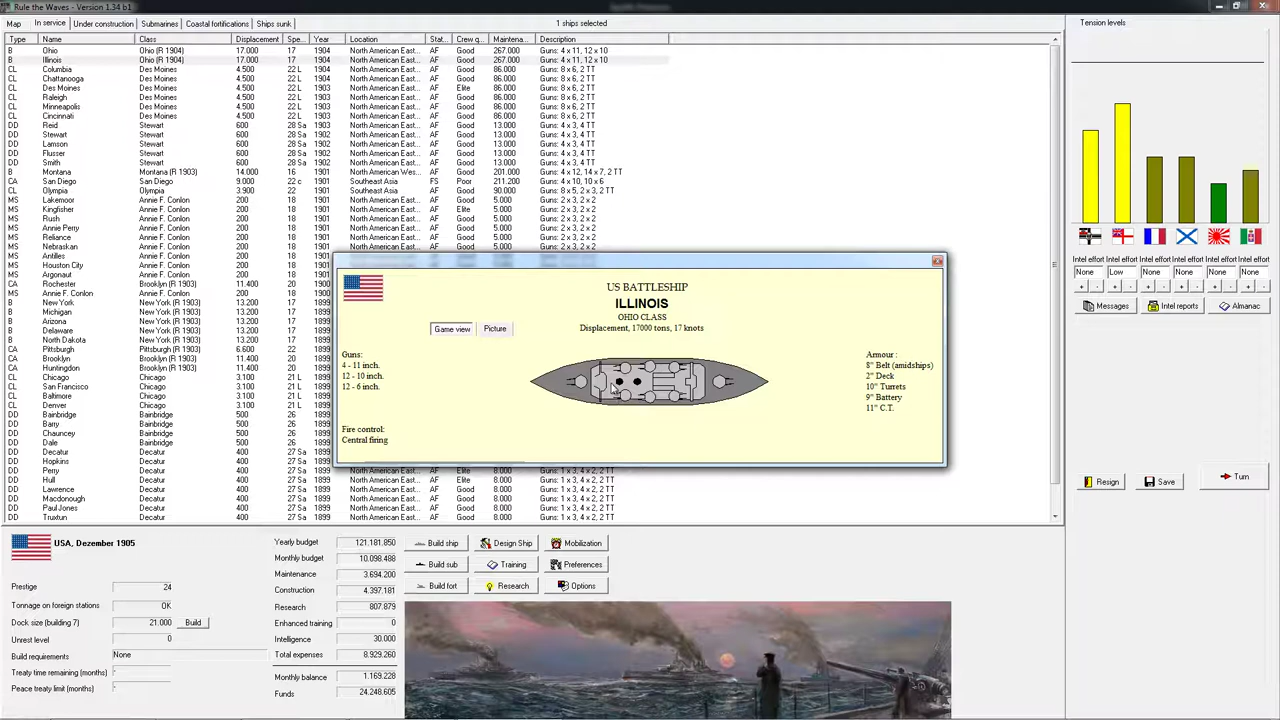 Rule the Waves - Version 1.34 b1
Map In service Under construction Submarines Coastal fortifications Ships sunk 1 ships selected
Type Name Class Displacement Spe... Year Location Stat... Crew q... Maintena... Description
B Ohio Ohio (R 1904) 17.000 17 1904 North American East... AF Good 267.000 Guns: 4 x 11, 12 x 10
B Illinois Ohio (R 1904) 17.000 17 1904 North American East... AF Good 267.000 Guns: 4 x 11, 12 x 10
CL Columbia Des Moines 4.500 22 L 1904 North American East... AF Good 86.000 Guns: 8 x 6, 2 TT
CL Chattanooga Des Moines 4.500 22 L 1904 North American East... AF Good 86.000 Guns: 8 x 6, 2 TT
CL Des Moines Des Moines 4.500 22 L 1903 North American East... AF Elite 86.000 Guns: 8 x 6, 2 TT
CL Raleigh Des Moines 4.500 22 L 1903 North American East... AF Good 86.000 Guns: 8 x 6, 2 TT
CL Minneapolis Des Moines 4.500 22 L 1903 North American East... AF Good 86.000 Guns: 8 x 6, 2 TT
CL Cincinnati Des Moines 4.500 22 L 1903 North American East... AF Good 86.000 Guns: 8 x 6, 2 TT
DD Reid Stewart 600 28 Sa 1903 North American East... AF Good 13.000 Guns: 4 x 3, 4 TT
DD Stewart Stewart 600 28 Sa 1902 North American East... AF Good 13.000 Guns: 4 x 3, 4 TT
DD Lamson Stewart 600 28 Sa 1902 North American East... AF Good 13.000 Guns: 4 x 3, 4 TT
DD Flusser Stewart 600 28 Sa 1902 North American East... AF Good 13.000 Guns: 4 x 3, 4 TT
DD Smith Stewart 600 28 Sa 1902 North American East... AF Good 13.000 Guns: 4 x 3, 4 TT
B Montana Montana (R 1903) 14.000 16 1901 North American Wes... AF Good 201.000 Guns: 4 x 12, 14 x 7, 2 TT
CA San Diego San Diego 9.000 22 c 1901 Southeast Asia FS Poor 211.200 Guns: 4 x 10, 10 x 6
CL Olympia Olympia 3.900 22 1901 Southeast Asia AF Good 90.000 Guns: 8 x 5, 2 x 3, 2 TT
MS Lakemoor Annie F. Conlon 200 18 1901 North American East... AF Good 5.000 Guns: 2 x 3, 2 x 2
MS Kingfisher Annie F. Conlon 200 18 1901 North American East... AF Elite 5.000 Guns: 2 x 3, 2 x 2
MS Rush Annie F. Conlon 200 18 1901 North American East... AF Good 5.000 Guns: 2 x 3, 2 x 2
MS Annie Perry Annie F. Conlon 200 18 1901 North American East... AF Good 5.000 Guns: 2 x 3, 2 x 2
MS Reliance Annie F. Conlon 200 18 1901 North American East... AF Good 5.000 Guns: 2 x 3, 2 x 2
MS Nebraskan Annie F. Conlon 200 18 1901 North American East... AF Good 5.000 Guns: 2 x 3, 2 x 2
MS Antilles Annie F. Conlon 200 18 1901
MS Houston City Annie F. Conlon 200 18 1901
MS Argonaut Annie F. Conlon 200 18 1901
CA Rochester Brooklyn (R 1903) 11.400 20 1900
MS Annie F. Conlon Annie F. Conlon 200 18 1900
B New York New York (R 1903) 13.200 17 1899
B Michigan New York (R 1903) 13.200 17 1899
B Arizona New York (R 1903) 13.200 17 1899
B Delaware New York (R 1903) 13.200 17 1899
B North Dakota New York (R 1903) 13.200 17 1899
CA Pittsburgh Pittsburgh (R 1903) 11.400 20 1899
CA Brooklyn Brooklyn (R 1903) 11.400 20 1899
CA Huntingdon Brooklyn (R 1903) 11.400 20 1899
CL Chicago Chicago 3.100 21 L 1899
CL San Francisco Chicago 3.100 21 L 1899
CL Baltimore Chicago 3.100 21 L 1899
CL Denver Chicago 3.100 21 L 1899
DD Bainbridge Bainbridge 500 26 1899
DD Barry Bainbridge 500 26 1899
DD Chauncey Bainbridge 500 26 1899
DD Dale Bainbridge 500 26 1899
DD Decatur Decatur 400 27 Sa 1899
DD Hopkins Decatur 400 27 Sa 1899
DD Perry Decatur 400 27 Sa 1899 North American East... AF Elite 8.000 Guns: 1 x 3, 4 x 2, 2 TT
DD Hull Decatur 400 27 Sa 1899 North American East... AF Elite 8.000 Guns: 1 x 3, 4 x 2, 2 TT
DD Lawrence Decatur 400 27 Sa 1899 North American East... AF Good 8.000 Guns: 1 x 3, 4 x 2, 2 TT
DD Macdonough Decatur 400 27 Sa 1899 North American East... AF Good 8.000 Guns: 1 x 3, 4 x 2, 2 TT
DD Paul Jones Decatur 400 27 Sa 1899 North American East... AF Good 8.000 Guns: 1 x 3, 4 x 2, 2 TT
DD Truxtun Decatur 400 27 Sa 1899 North American East... AF Good 8.000 Guns: 1 x 3, 4 x 2, 2 TT
US BATTLESHIP
ILLINOIS
OHIO CLASS
Displacement, 17000 tons, 17 knots
Game view Picture
Guns:
4 - 11 inch.
12 - 10 inch.
12 - 6 inch.
Fire control:
Central firing
Armour :
8" Belt (amidships)
2" Deck
10" Turrets
9" Battery
11" C.T.
Tension levels
Intel effort Intel effort Intel effort Intel effort Intel effort Intel effort
None Low None None None None
+ - + - + - + - + - + -
Messages Intel reports Almanac
Resign Save Turn
USA, Dezember 1905
Prestige 24
Tonnage on foreign stations OK
Dock size (building 7) 21.000 Build
Unrest level 0
Build requirements None
Treaty time remaining (months) -
Peace treaty limit (months) -
Yearly budget 121.181.850
Monthly budget 10.098.488
Maintenance 3.694.200
Construction 4.397.181
Research 807.879
Enhanced training 0
Intelligence 30.000
Total expenses 8.929.260
Monthly balance 1.169.228
Funds 24.248.605
Build ship Design Ship Mobilization
Build sub Training Preferences
Build fort Research Options